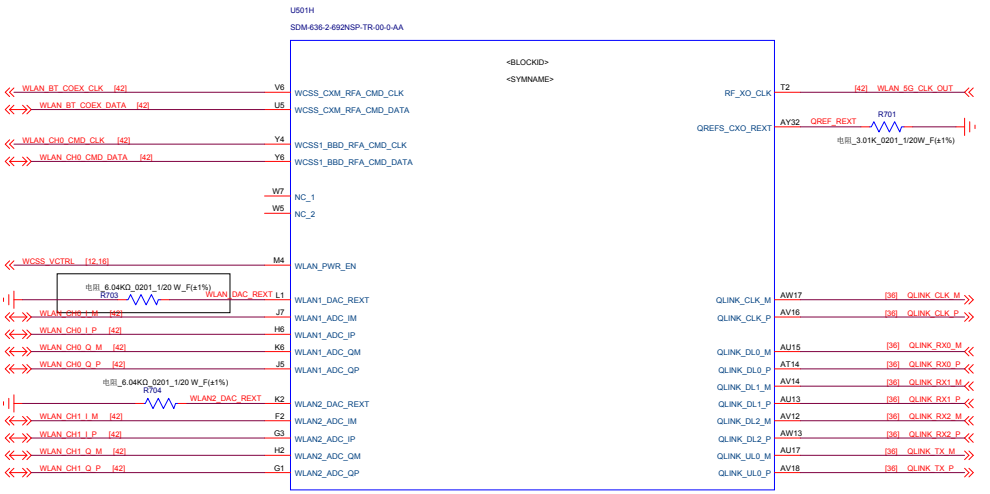 U501H
SDM-636-2-692NSP-TR-00-0-AA
<BLOCKID>
<SYMNAME>
WLAN_BT_COEX_CLK [42] V6 WCSS_CXM_RFA_CMD_CLK
WLAN_BT_COEX_DATA [42] U5 WCSS_CXM_RFA_CMD_DATA
WLAN_CH0_CMD_CLK [42] Y4 WCSS1_BBD_RFA_CMD_CLK
WLAN_CH0_CMD_DATA [42] Y6 WCSS1_BBD_RFA_CMD_DATA
W7 NC_1
W5 NC_2
WCSS_VCTRL [12,16] M4 WLAN_PWR_EN
电阻_6.04KΩ_0201_1/20 W_F(±1%)
R703 WLAN_DAC_REXT L1 WLAN1_DAC_REXT
WLAN_CH0_I_M [42] J7 WLAN1_ADC_IM
WLAN_CH0_I_P [42] H6 WLAN1_ADC_IP
WLAN_CH0_Q_M [42] K6 WLAN1_ADC_QM
WLAN_CH0_Q_P [42] J5 WLAN1_ADC_QP
电阻_6.04KΩ_0201_1/20 W_F(±1%)
R704 WLAN2_DAC_REXT K2 WLAN2_DAC_REXT
WLAN_CH1_I_M [42] F2 WLAN2_ADC_IM
WLAN_CH1_I_P [42] G3 WLAN2_ADC_IP
WLAN_CH1_Q_M [42] H2 WLAN2_ADC_QM
WLAN_CH1_Q_P [42] G1 WLAN2_ADC_QP
RF_XO_CLK T2 [42] WLAN_5G_CLK_OUT
QREFS_CXO_REXT AY32 QREF_REXT R701
电阻_3.01K_0201_1/20W_F(±1%)
QLINK_CLK_M AW17 [36] QLINK_CLK_M
QLINK_CLK_P AV16 [36] QLINK_CLK_P
QLINK_DL0_M AU15 [36] QLINK_RX0_M
QLINK_DL0_P AT14 [36] QLINK_RX0_P
QLINK_DL1_M AV14 [36] QLINK_RX1_M
QLINK_DL1_P AU13 [36] QLINK_RX1_P
QLINK_DL2_M AV12 [36] QLINK_RX2_M
QLINK_DL2_P AW13 [36] QLINK_RX2_P
QLINK_UL0_M AU17 [36] QLINK_TX_M
QLINK_UL0_P AV18 [36] QLINK_TX_P